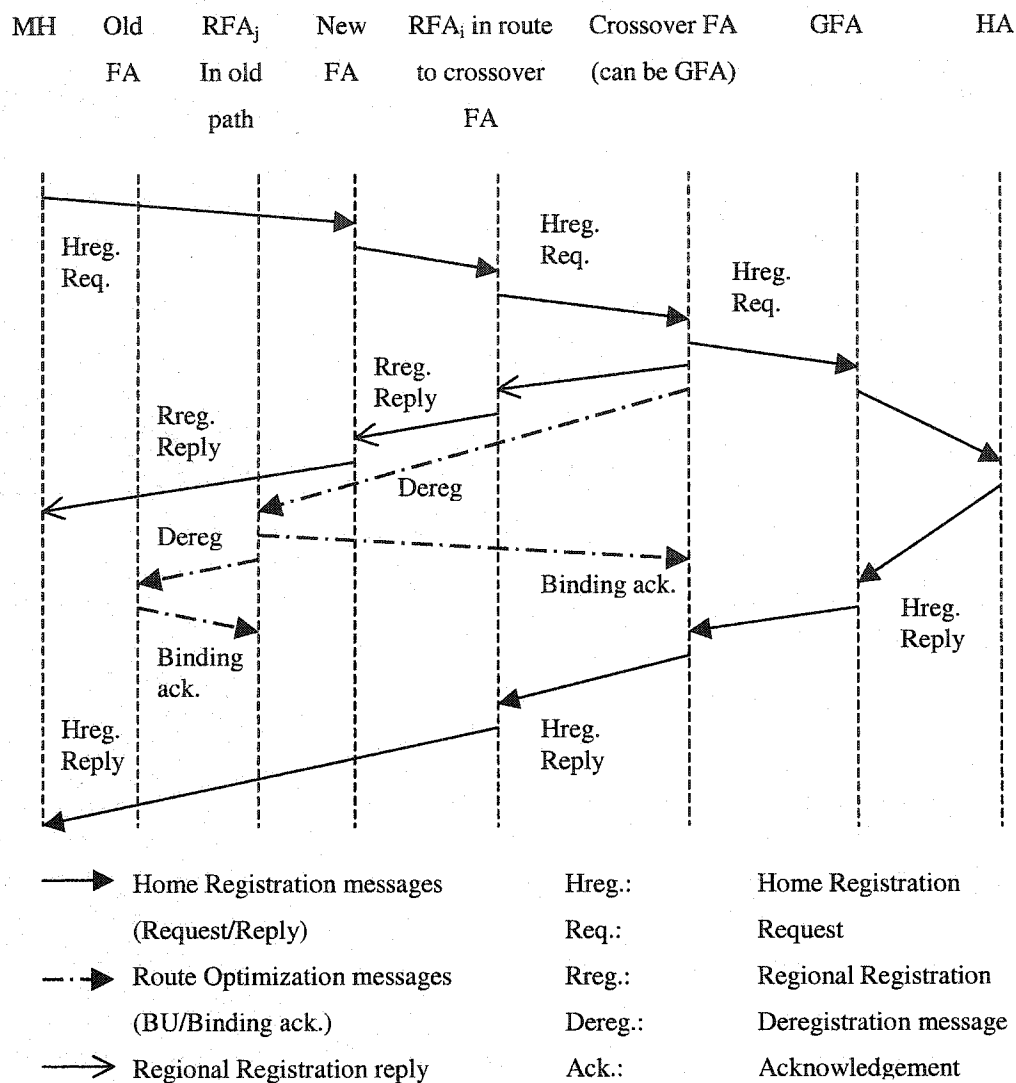 MH Old RFAj New RFAi in route Crossover FA GFA HA
FA In old FA to crossover (can be GFA)
path FA
Hreg.
Req.
Hreg.
Req.
Hreg.
Req.
Rreg.
Reply
Rreg.
Reply
Dereg
Dereg
Binding ack.
Binding
ack.
Hreg.
Reply
Hreg.
Reply
Hreg.
Reply
Home Registration messages Hreg.: Home Registration
(Request/Reply) Req.: Request
Route Optimization messages Rreg.: Regional Registration
(BU/Binding ack.) Dereg.: Deregistration message
Regional Registration reply Ack.: Acknowledgement